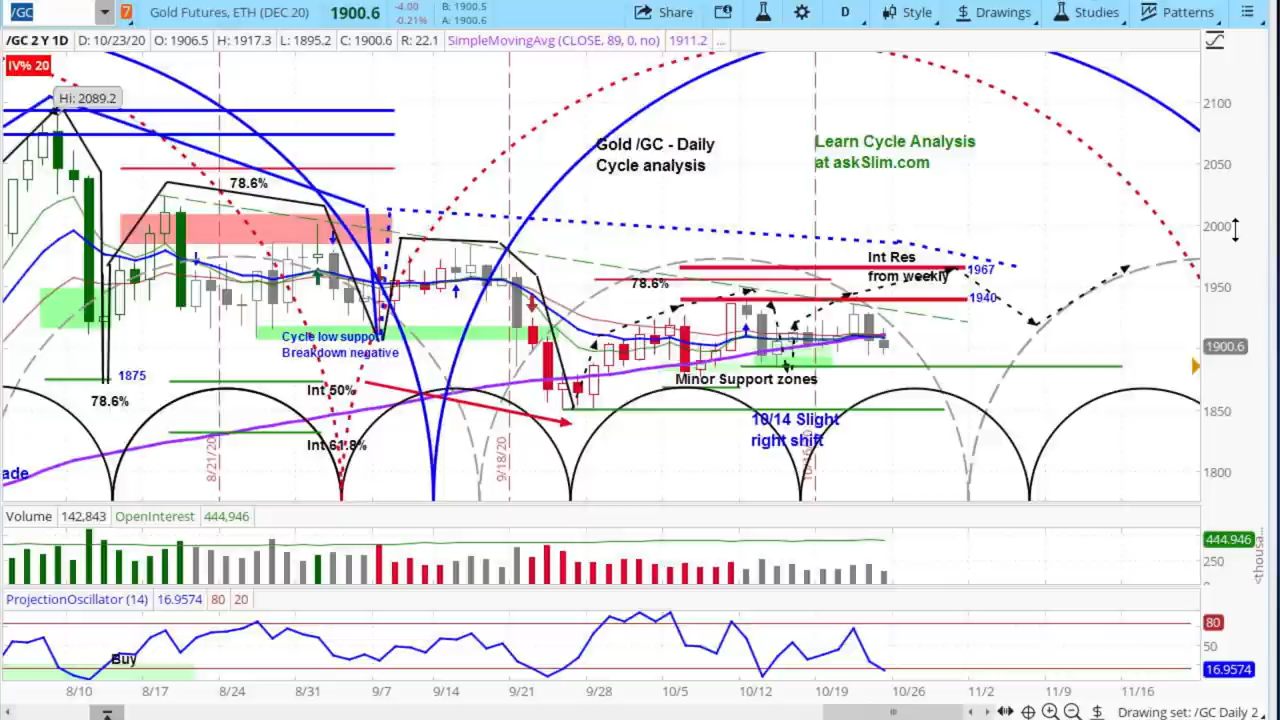 /GC
7
Gold Futures, ETH (DEC 20)
1900.6
-4.00
-0.21%
B: 1900.5
A: 1900.6
Share
D
Style
$ Drawings
Studies
Patterns
/GC 2 Y 1D
D: 10/23/20
O: 1906.5
H: 1917.3
L: 1895.2
C: 1900.6
R: 22.1
SimpleMovingAvg (CLOSE, 89, 0, no)
1911.2
...
IV% 20
Hi: 2089.2
78.6%
Gold /GC - Daily
Cycle analysis
Learn Cycle Analysis
at askSlim.com
Int Res
from weekly
1967
1940
78.6%
Cycle low support
Breakdown negative
1875
78.6%
Int 50%
Int 61.8%
Minor Support zones
10/14 Slight
right shift
ade
8/21/20
9/18/20
10/16/20
2100
2050
2000
1950
1900.6
1850
1800
Volume
142,843
OpenInterest
444,946
444.946
250
0
<thousa...
ProjectionOscillator (14)
16.9574
80
20
80
50
16.9574
Buy
8/10
8/17
8/24
8/31
9/7
9/14
9/21
9/28
10/5
10/12
10/19
10/26
11/2
11/9
11/16
$
Drawing set: /GC Daily 2